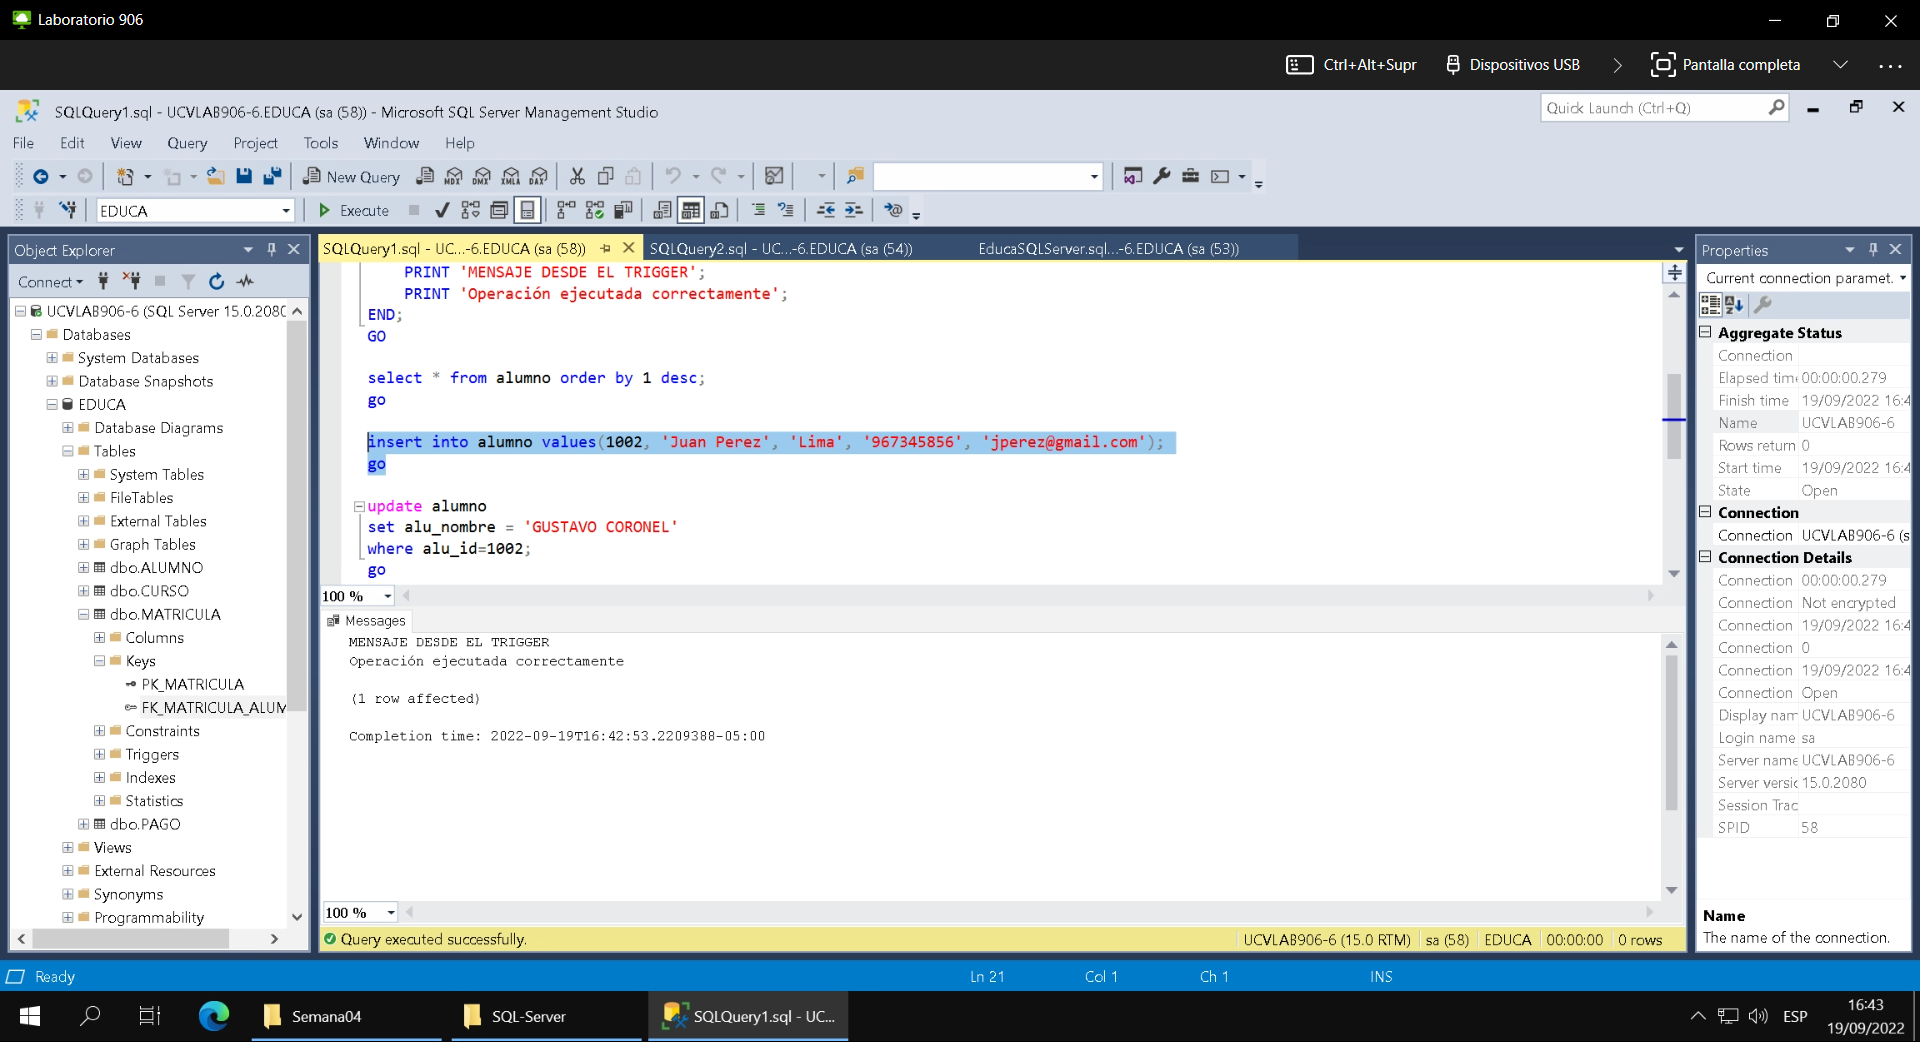 Laboratorio 906
Ctrl+Alt+Supr
Dispositivos USB
Pantalla completa
SQLQuery1.sql - UCVLAB906-6.EDUCA (sa (58)) - Microsoft SQL Server Management Studio
Quick Launch (Ctrl+Q)
File Edit View Query Project Tools Window Help
New Query
MDX DMX XMLA DAX
EDUCA
Execute
Object Explorer
SQLQuery1.sql - UC...-6.EDUCA (sa (58))
SQLQuery2.sql - UC...-6.EDUCA (sa (54))
EducaSQLServer.sql...-6.EDUCA (sa (53))
Connect
UCVLAB906-6 (SQL Server 15.0.2080
Databases
System Databases
Database Snapshots
EDUCA
Database Diagrams
Tables
System Tables
FileTables
External Tables
Graph Tables
dbo.ALUMNO
dbo.CURSO
dbo.MATRICULA
Columns
Keys
PK_MATRICULA
FK_MATRICULA_ALUM
Constraints
Triggers
Indexes
Statistics
dbo.PAGO
Views
External Resources
Synonyms
Programmability
PRINT 'MENSAJE DESDE EL TRIGGER';
PRINT 'Operación ejecutada correctamente';
END;
GO
select * from alumno order by 1 desc;
go
insert into alumno values(1002, 'Juan Perez', 'Lima', '967345856', 'jperez@gmail.com');
go
update alumno
set alu_nombre = 'GUSTAVO CORONEL'
where alu_id=1002;
go
100 %
Messages
MENSAJE DESDE EL TRIGGER
Operación ejecutada correctamente
(1 row affected)
Completion time: 2022-09-19T16:42:53.2209388-05:00
100 %
Query executed successfully.
UCVLAB906-6 (15.0 RTM) sa (58) EDUCA 00:00:00 0 rows
Properties
Current connection paramet.
Aggregate Status
Connection
Elapsed tim 00:00:00.279
Finish time 19/09/2022 16:4
Name UCVLAB906-6
Rows return 0
Start time 19/09/2022 16:4
State Open
Connection
Connection UCVLAB906-6 (s
Connection Details
Connection 00:00:00.279
Connection Not encrypted
Connection 19/09/2022 16:4
Connection 0
Connection 19/09/2022 16:4
Connection Open
Display nam UCVLAB906-6
Login name sa
Server name UCVLAB906-6
Server versic 15.0.2080
Session Trac
SPID 58
Name
The name of the connection.
Ready
Ln 21 Col 1 Ch 1 INS
Semana04
SQL-Server
SQLQuery1.sql - UC...
ESP
16:43
19/09/2022